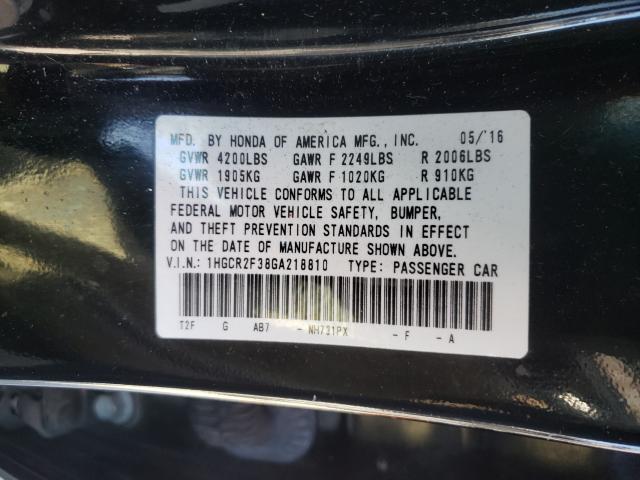 MFD. BY HONDA OF AMERICA MFG., INC. 05/'16
GVWR 4200LBS GAWR F 2249LBS R 2006LBS
GVWR 1905KG GAWR F 1020KG R 910KG
THIS VEHICLE CONFORMS TO ALL APPLICABLE
FEDERAL MOTOR VEHICLE SAFETY, BUMPER,
AND THEFT PREVENTION STANDARDS IN EFFECT
ON THE DATE OF MANUFACTURE SHOWN ABOVE.
V.I.N.: 1HGCR2F38GA218810 TYPE: PASSENGER CAR
T2F G AB7 - NH731PX - F - A